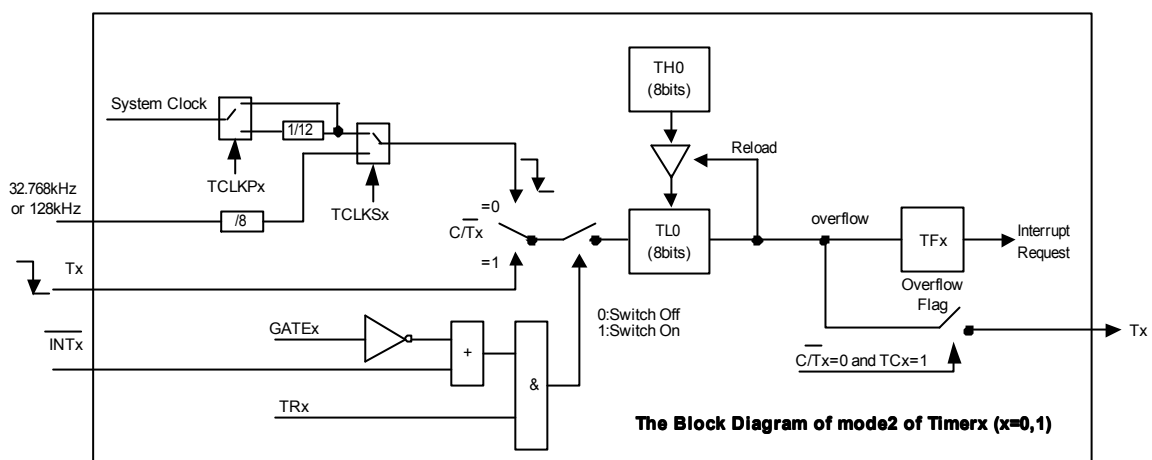 TH0
(8bits)
System Clock
1/12
Reload
TCLKPx
TCLKSx
32.768kHz
or 128kHz
/8
=0
C/Tx
TL0
(8bits)
overflow
TFx
Interrupt
Request
Tx
=1
Overflow
Flag
0:Switch Off
1:Switch On
GATEx
INTx
+
Tx
C/Tx=0 and TCx=1
&
TRx
The Block Diagram of mode2 of Timerx (x=0,1)